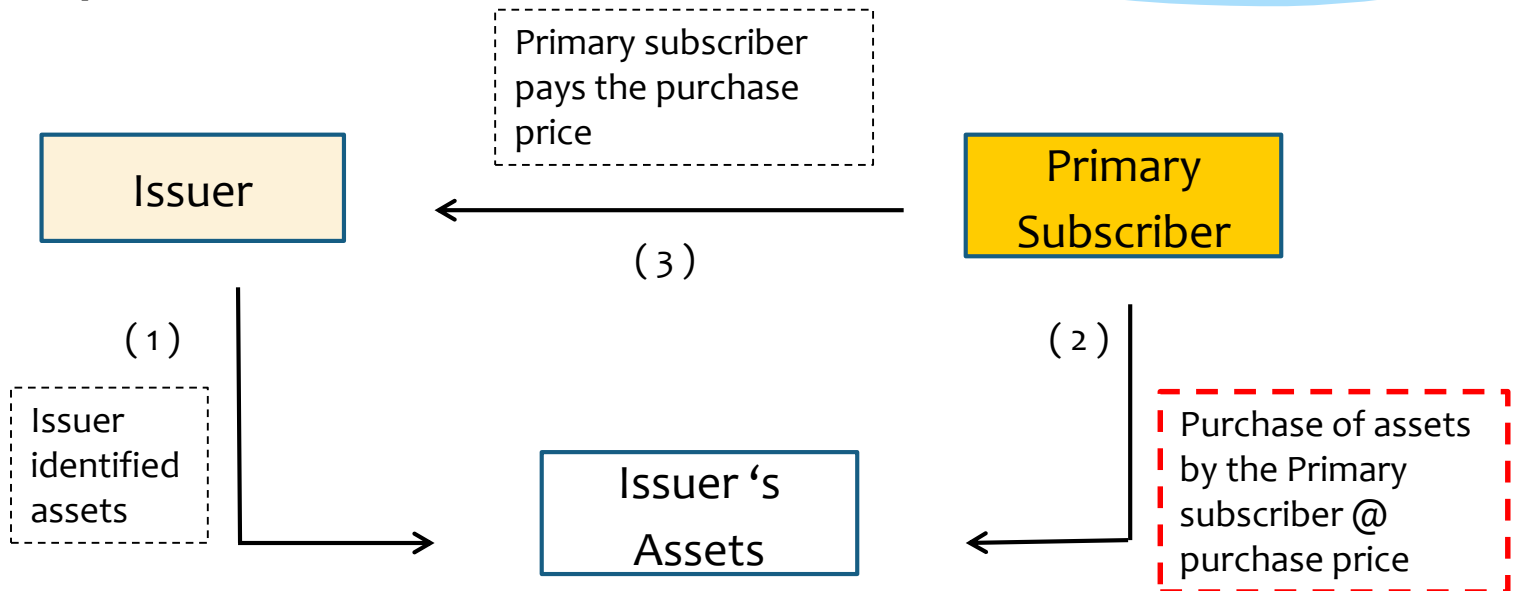 Primary subscriber
pays the purchase
price
Issuer
Primary
Subscriber
( 3 )
( 1 )
( 2 )
Issuer
identified
assets
Issuer ‘s
Assets
Purchase of assets
by the Primary
subscriber @
purchase price